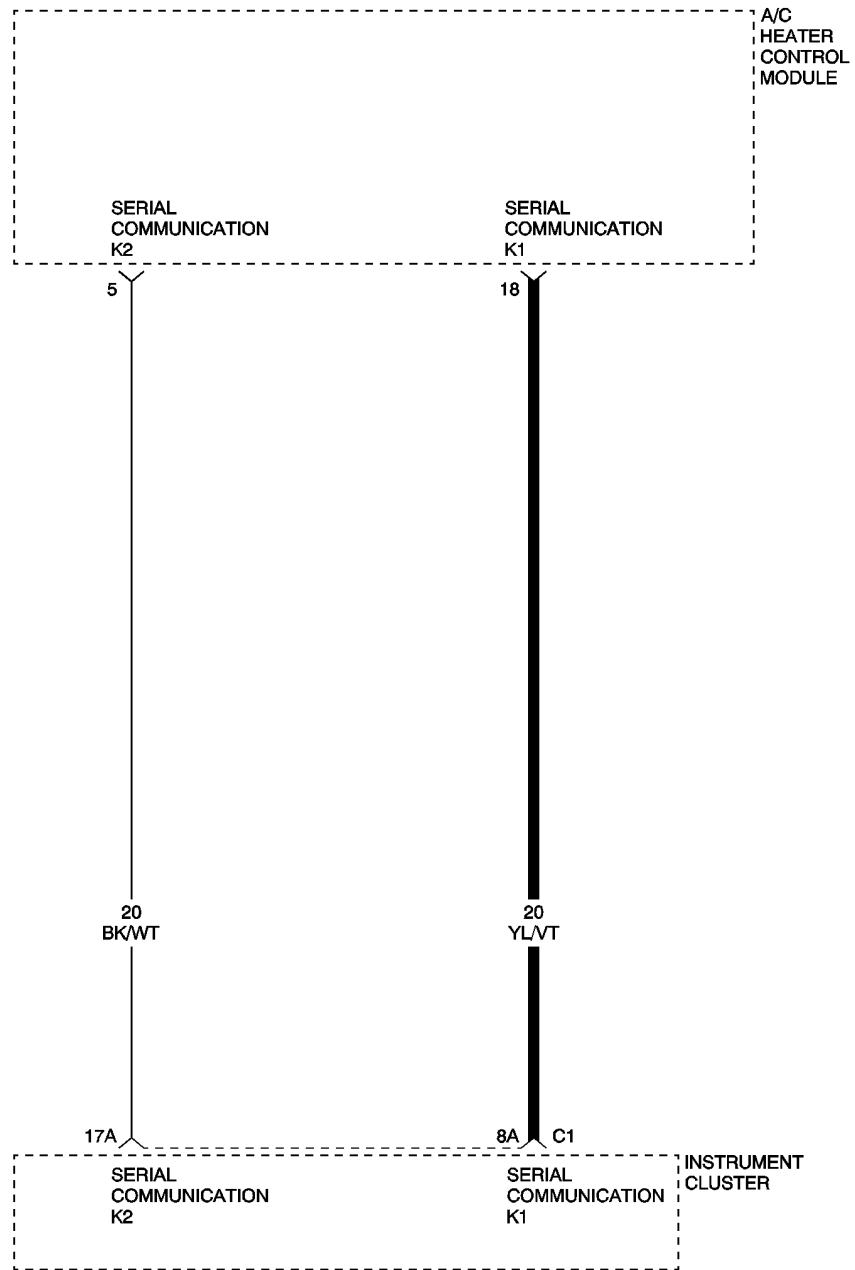 A/C
HEATER
CONTROL
MODULE
SERIAL
COMMUNICATION
K2
SERIAL
COMMUNICATION
K1
5
18
20
BK/WT
20
YL/VT
17A
8A
C1
INSTRUMENT
CLUSTER
SERIAL
COMMUNICATION
K2
SERIAL
COMMUNICATION
K1